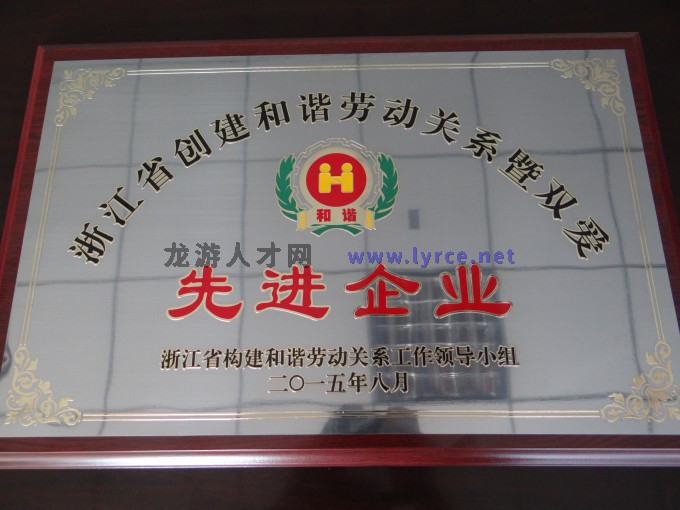 浙江省创建和谐劳动关系暨双爱
和谐
龙游人才网 www.lyrce.net
先进企业
浙江省构建和谐劳动关系工作领导小组
二〇一五年八月